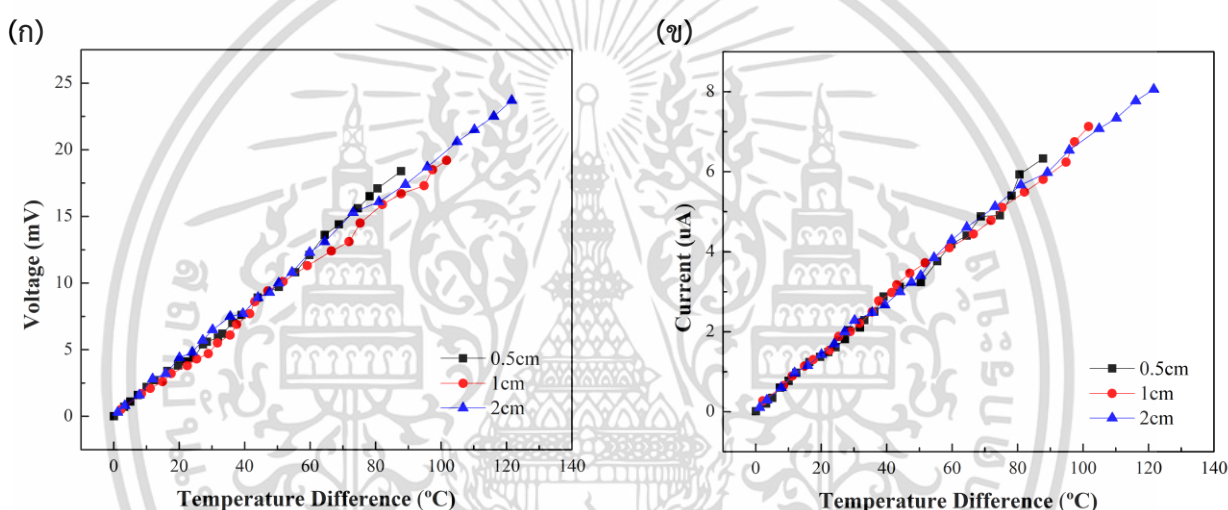 (ก)
25
20
15
10
5
0
Voltage (mV)
0.5cm
1cm
2cm
0 20 40 60 80 100 120 140
Temperature Difference (ºC)
(ข)
8
6
4
2
0
Current (uA)
0.5cm
1cm
2cm
0 20 40 60 80 100 120 140
Temperature Difference (ºC)